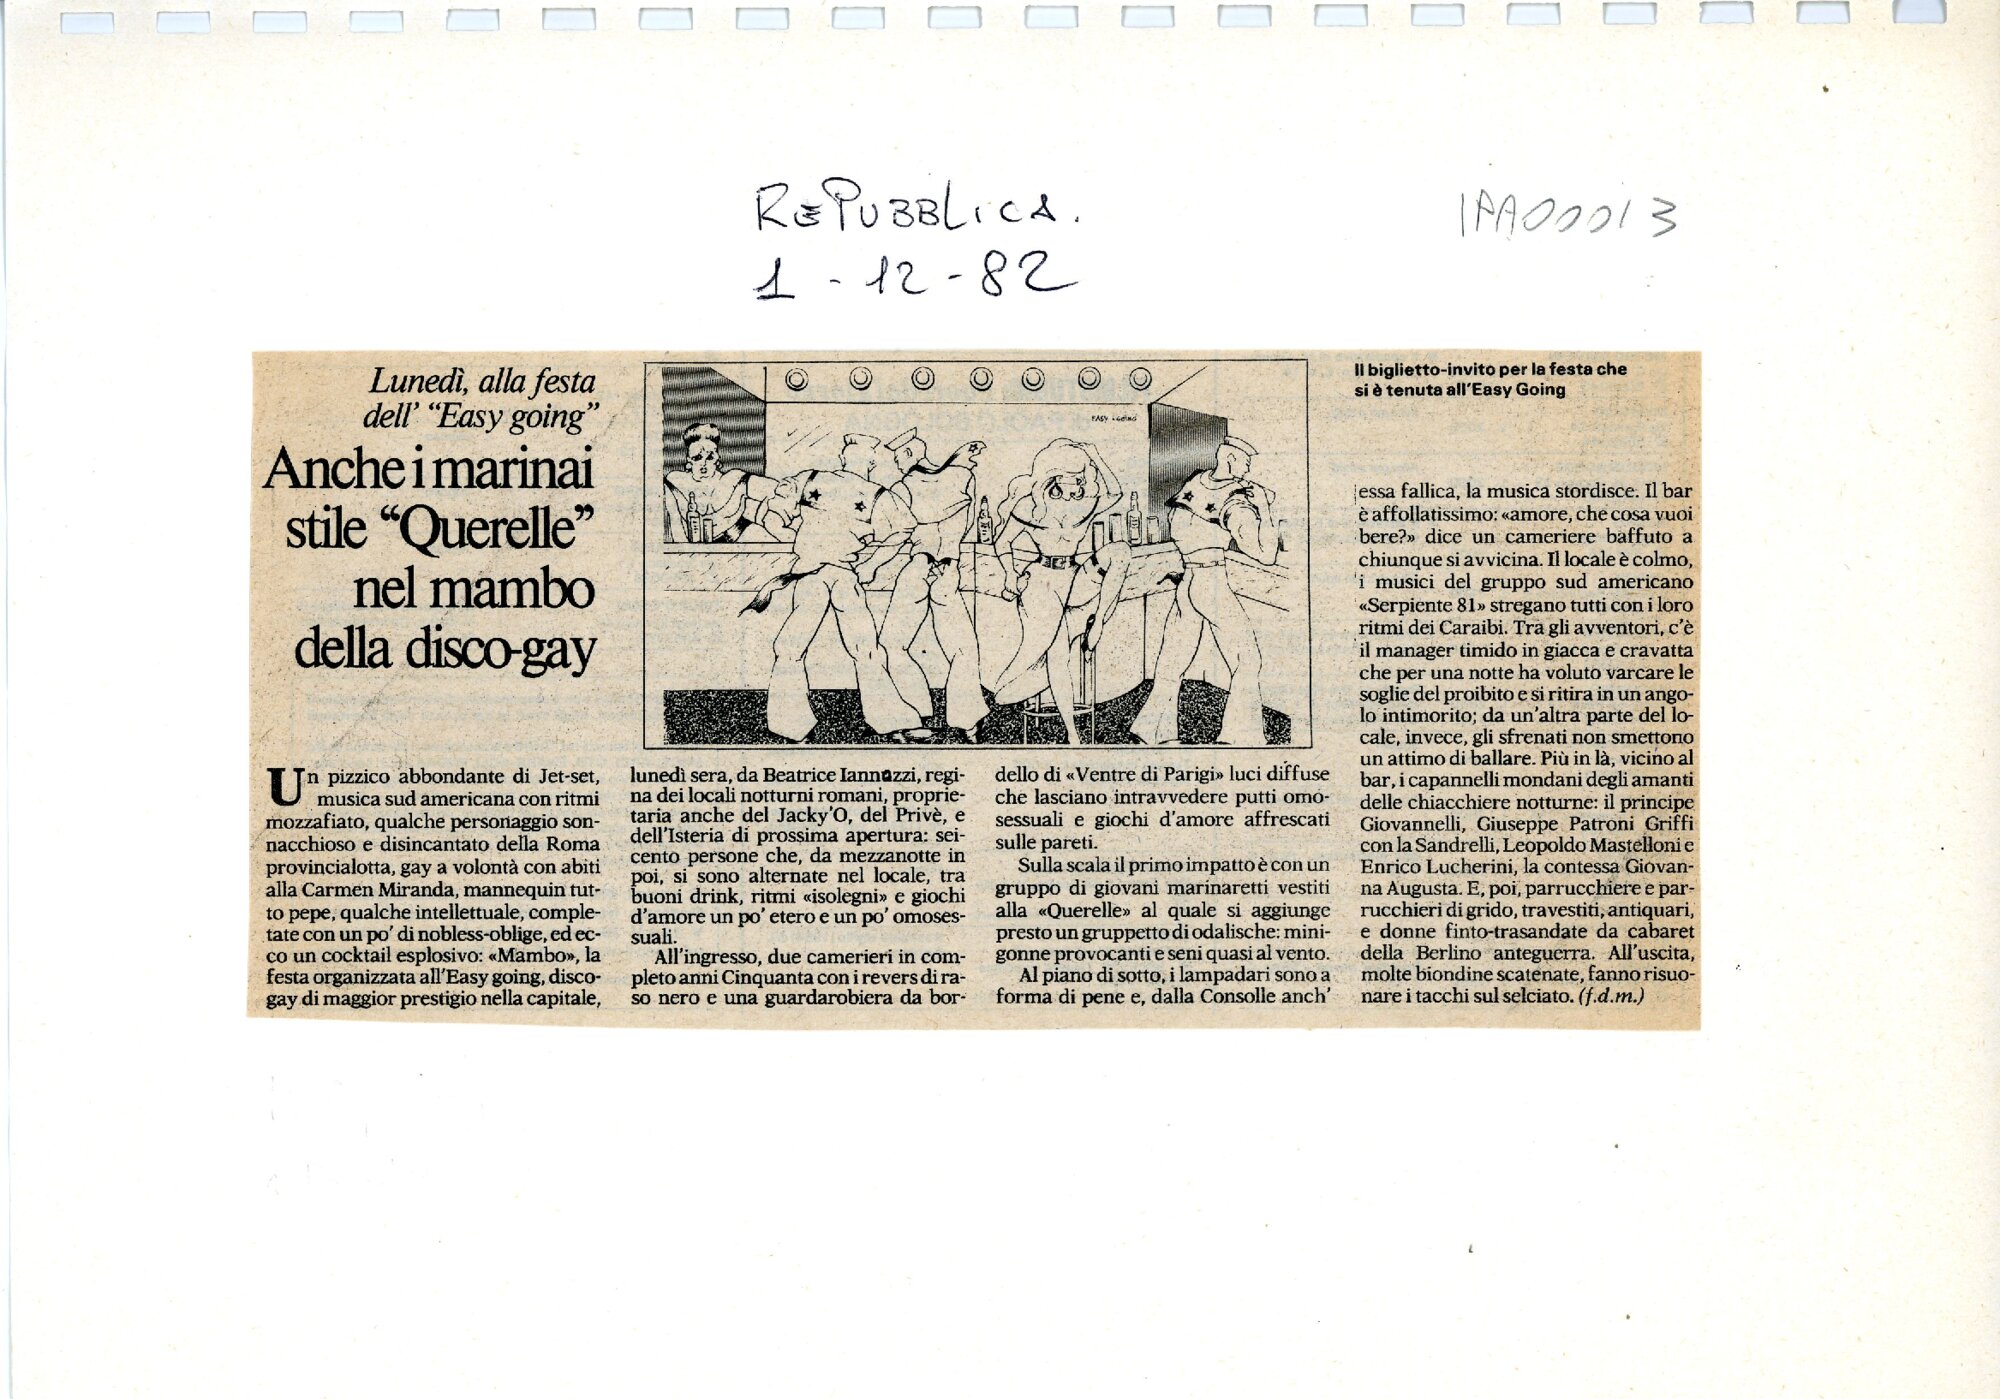 RePUBBLiCA.
1 - 12 - 82
IPA00013
Lunedì, alla festa
dell' “Easy going”
Anche i marinai
stile “Querelle”
nel mambo
della disco-gay
EASY GOING
Il biglietto-invito per la festa che
si è tenuta all'Easy Going
Un pizzico abbondante di Jet-set,
musica sud americana con ritmi
mozzafiato, qualche personaggio son-
nacchioso e disincantato della Roma
provincialotta, gay a volontà con abiti
alla Carmen Miranda, mannequin tut-
to pepe, qualche intellettuale, comple-
tate con un po' di nobless-oblige, ed ec-
co un cocktail esplosivo: «Mambo», la
festa organizzata all'Easy going, disco-
gay di maggior prestigio nella capitale,
lunedì sera, da Beatrice Iannozzi, regi-
na dei locali notturni romani, proprie-
taria anche del Jacky'O, del Privè, e
dell'Isteria di prossima apertura: sei-
cento persone che, da mezzanotte in
poi, si sono alternate nel locale, tra
buoni drink, ritmi «isolegni» e giochi
d'amore un po' etero e un po' omoses-
suali.
All'ingresso, due camerieri in com-
pleto anni Cinquanta con i revers di ra-
so nero e una guardarobiera da bor-
dello di «Ventre di Parigi» luci diffuse
che lasciano intravvedere putti omo-
sessuali e giochi d'amore affrescati
sulle pareti.
Sulla scala il primo impatto è con un
gruppo di giovani marinaretti vestiti
alla «Querelle» al quale si aggiunge
presto un gruppetto di odalische: mini-
gonne provocanti e seni quasi al vento.
Al piano di sotto, i lampadari sono a
forma di pene e, dalla Consolle anch'
essa fallica, la musica stordisce. Il bar
è affollatissimo: «amore, che cosa vuoi
bere?» dice un cameriere baffuto a
chiunque si avvicina. Il locale è colmo,
i musici del gruppo sud americano
«Serpiente 81» stregano tutti con i loro
ritmi dei Caraibi. Tra gli avventori, c'è
il manager timido in giacca e cravatta
che per una notte ha voluto varcare le
soglie del proibito e si ritira in un ango-
lo intimorito; da un'altra parte del lo-
cale, invece, gli sfrenati non smettono
un attimo di ballare. Più in là, vicino al
bar, i capannelli mondani degli amanti
delle chiacchiere notturne: il principe
Giovannelli, Giuseppe Patroni Griffi
con la Sandrelli, Leopoldo Mastelloni e
Enrico Lucherini, la contessa Giovan-
na Augusta. E, poi, parrucchiere e par-
rucchieri di grido, travestiti, antiquari,
e donne finto-trasandate da cabaret
della Berlino anteguerra. All'uscita,
molte biondine scatenate, fanno risuo-
nare i tacchi sul selciato. (f.d.m.)